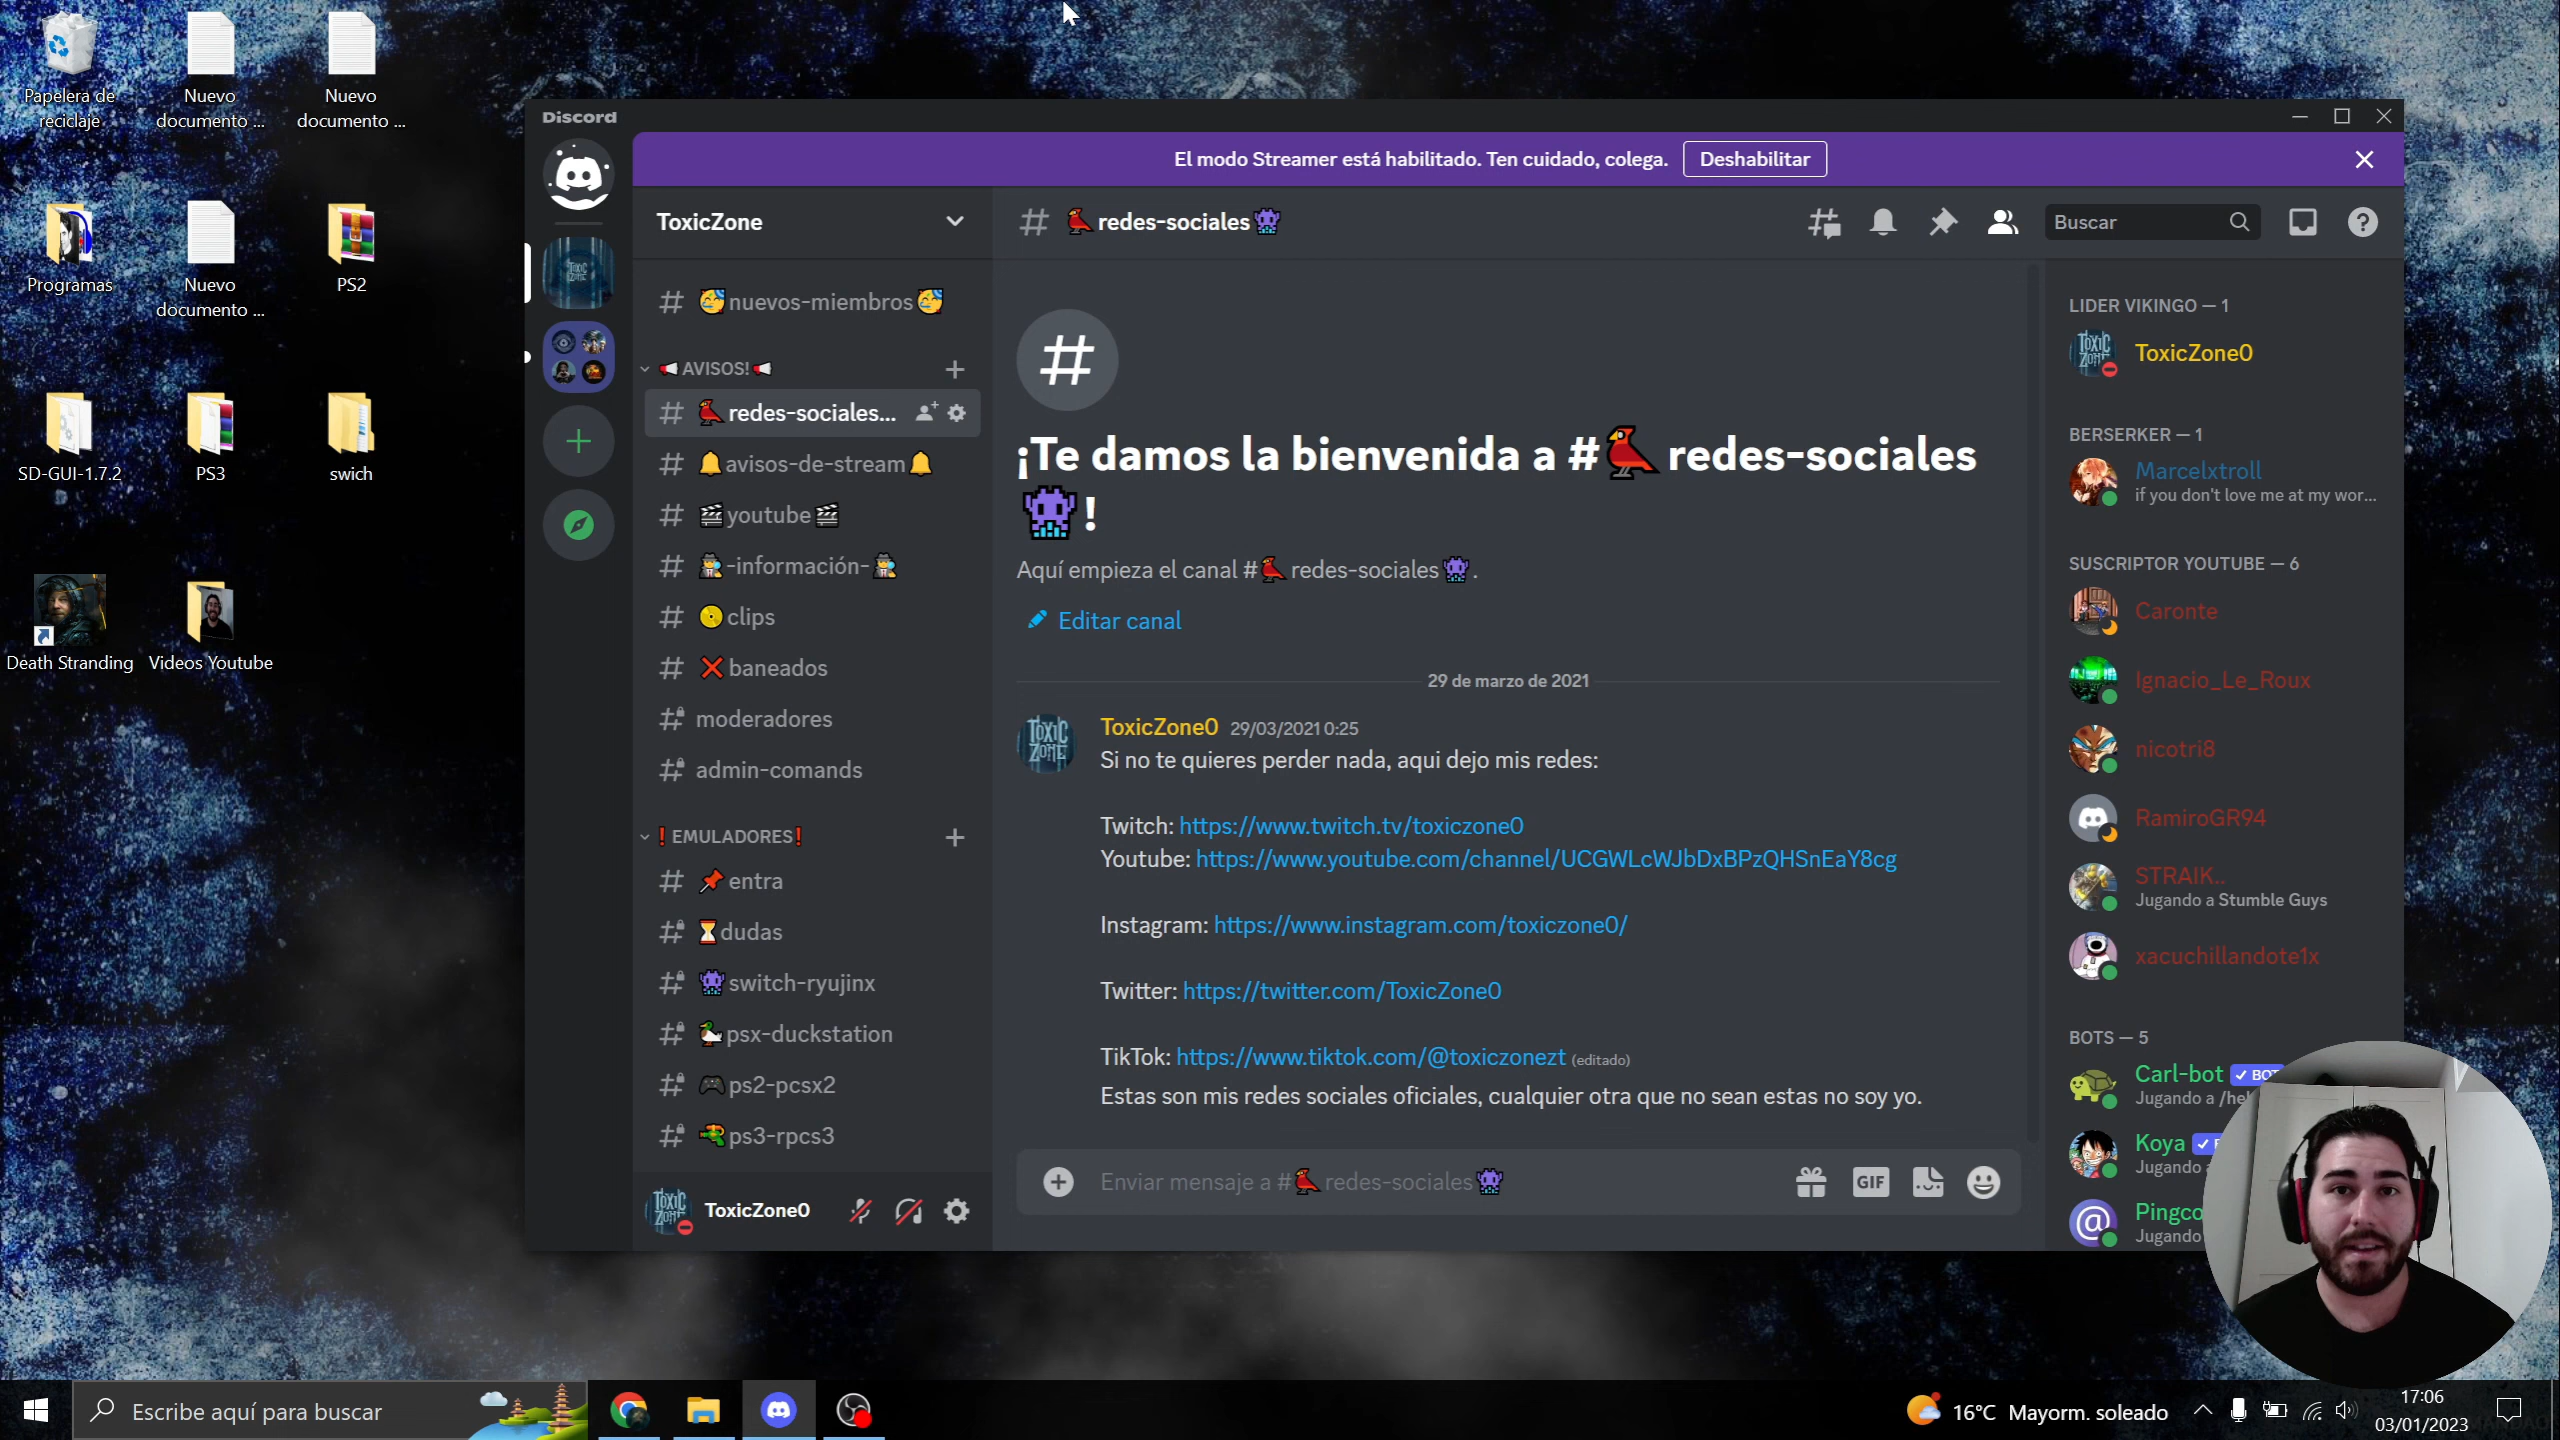 Papelera de
reciclaje
Nuevo
documento ...
Nuevo
documento ...
Programas
Nuevo
documento ...
PS2
SD-GUI-1.7.2
PS3
swich
Death Stranding
Videos Youtube
Discord
El modo Streamer está habilitado. Ten cuidado, colega. Deshabilitar
ToxicZone
redes-sociales
Buscar
nuevos-miembros
AVISOS!
redes-sociales...
avisos-de-stream
youtube
-información-
clips
baneados
moderadores
admin-comands
EMULADORES
entra
dudas
switch-ryujinx
psx-duckstation
ps2-pcsx2
ps3-rpcs3
ToxicZone0
¡Te damos la bienvenida a # redes-sociales
!
Aquí empieza el canal # redes-sociales .
Editar canal
29 de marzo de 2021
TOXIC
ZONE
ToxicZone0 29/03/2021 0:25
Si no te quieres perder nada, aqui dejo mis redes:
Twitch: https://www.twitch.tv/toxiczone0
Youtube: https://www.youtube.com/channel/UCGWLcWJbDxBPzQHSnEaY8cg
Instagram: https://www.instagram.com/toxiczone0/
Twitter: https://twitter.com/ToxicZone0
TikTok: https://www.tiktok.com/@toxiczonezt (editado)
Estas son mis redes sociales oficiales, cualquier otra que no sean estas no soy yo.
Enviar mensaje a # redes-sociales
GIF
LIDER VIKINGO — 1
ToxicZone0
BERSERKER — 1
Marcelxtroll
if you don't love me at my wor...
SUSCRIPTOR YOUTUBE — 6
Caronte
Ignacio_Le_Roux
nicotri8
RamiroGR94
STRAIK..
Jugando a Stumble Guys
xacuchillandote1x
BOTS — 5
Carl-bot BOT
Jugando a /hel
Koya
Jugando a
Pingco
Jugando
Escribe aquí para buscar
16°C Mayorm. soleado
17:06
03/01/2023